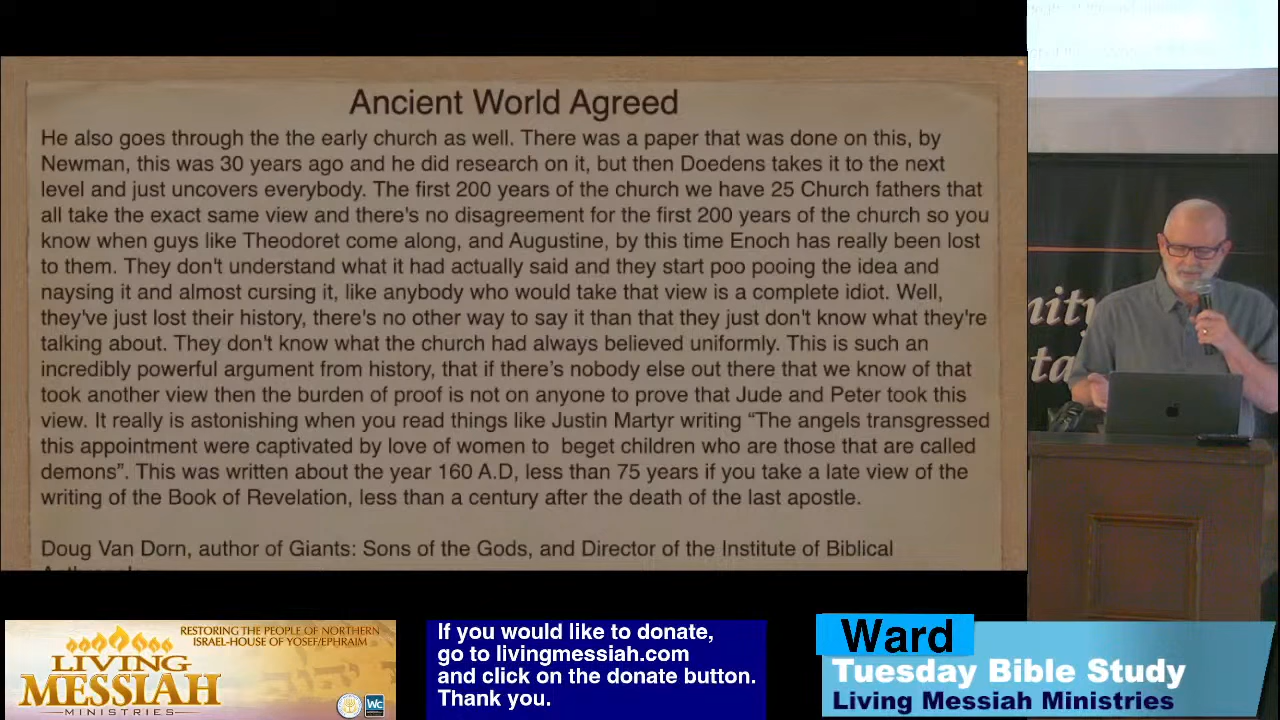 Ancient World Agreed
He also goes through the the early church as well. There was a paper that was done on this, by
Newman, this was 30 years ago and he did research on it, but then Doedens takes it to the next
level and just uncovers everybody. The first 200 years of the church we have 25 Church fathers that
all take the exact same view and there's no disagreement for the first 200 years of the church so you
know when guys like Theodoret come along, and Augustine, by this time Enoch has really been lost
to them. They don't understand what it had actually said and they start poo pooing the idea and
naysing it and almost cursing it, like anybody who would take that view is a complete idiot. Well,
they've just lost their history, there's no other way to say it than that they just don't know what they're
talking about. They don't know what the church had always believed uniformly. This is such an
incredibly powerful argument from history, that if there's nobody else out there that we know of that
took another view then the burden of proof is not on anyone to prove that Jude and Peter took this
view. It really is astonishing when you read things like Justin Martyr writing “The angels transgressed
this appointment were captivated by love of women to beget children who are those that are called
demons”. This was written about the year 160 A.D, less than 75 years if you take a late view of the
writing of the Book of Revelation, less than a century after the death of the last apostle.
Doug Van Dorn, author of Giants: Sons of the Gods, and Director of the Institute of Biblical
RESTORING THE PEOPLE OF NORTHERN
ISRAEL-HOUSE OF YOSEF/EPHRAIM
LIVING
MESSIAH
MINISTRIES
Wc
If you would like to donate,
go to livingmessiah.com
and click on the donate button.
Thank you.
Ward
Tuesday Bible Study
Living Messiah Ministries